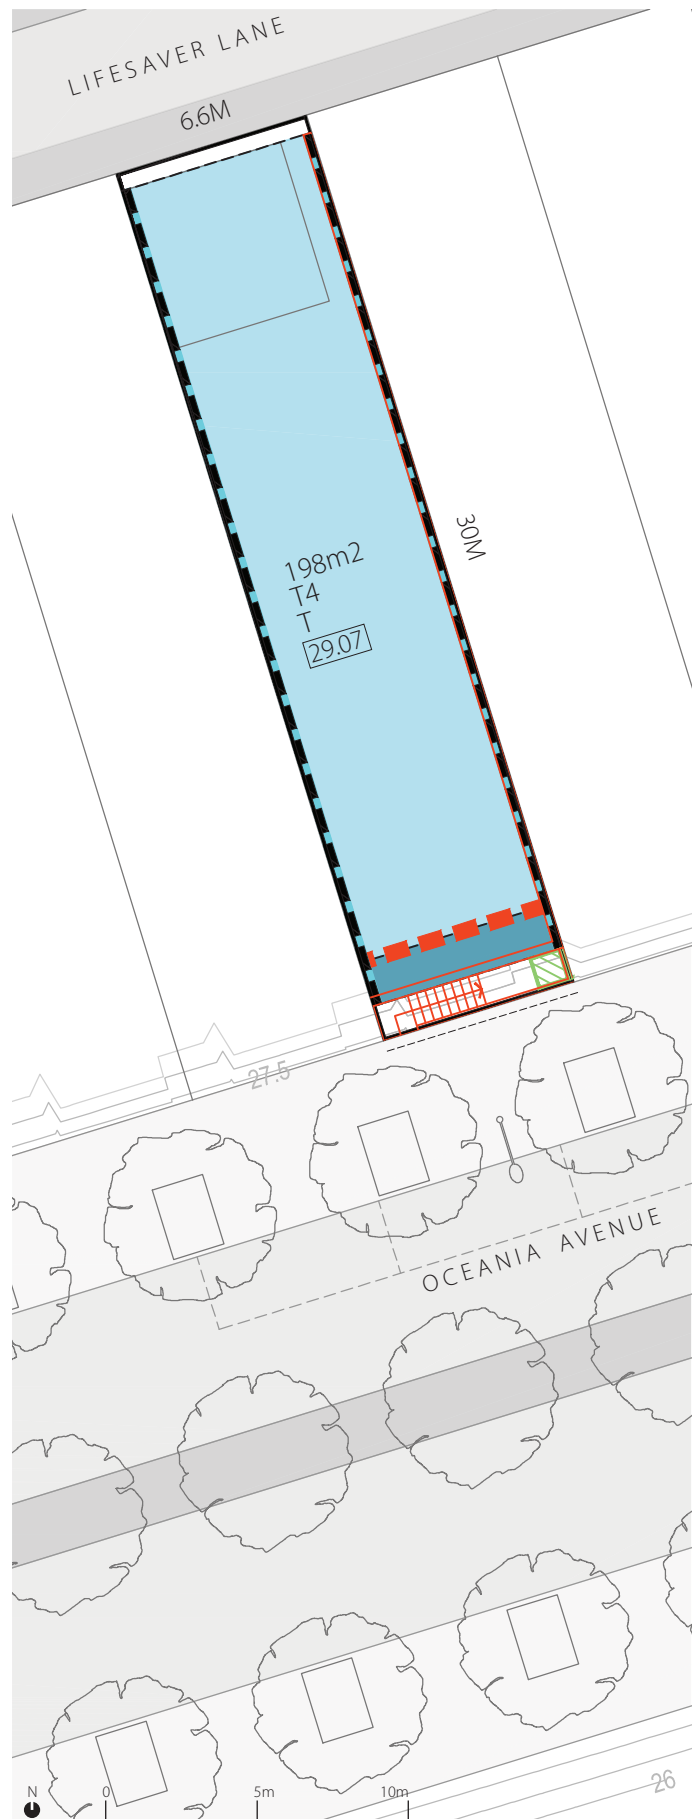 LIFESAVER LANE
6.6M
30M
198m2
T4
T
29.07
27.5
OCEANIA AVENUE
26
N
0
5m
10m